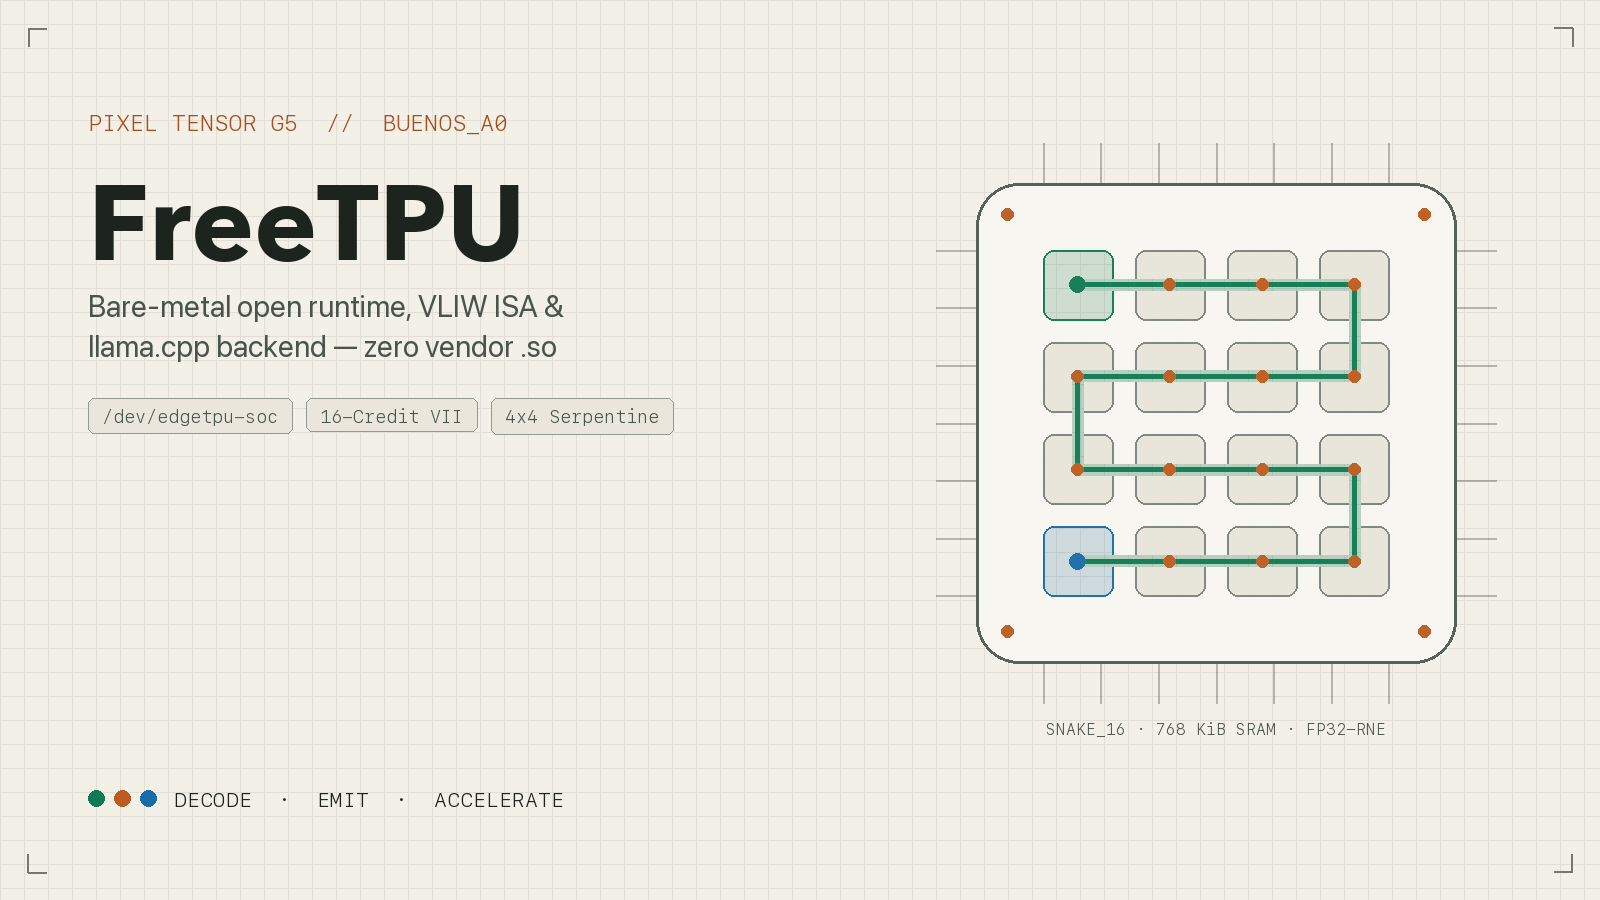 PIXEL TENSOR G5 // BUENOS_A0
FreeTPU
Bare-metal open runtime, VLIW ISA &
llama.cpp backend — zero vendor .so
/dev/edgetpu-soc
16-Credit VII
4x4 Serpentine
SNAKE_16 · 768 KiB SRAM · FP32-RNE
DECODE · EMIT · ACCELERATE